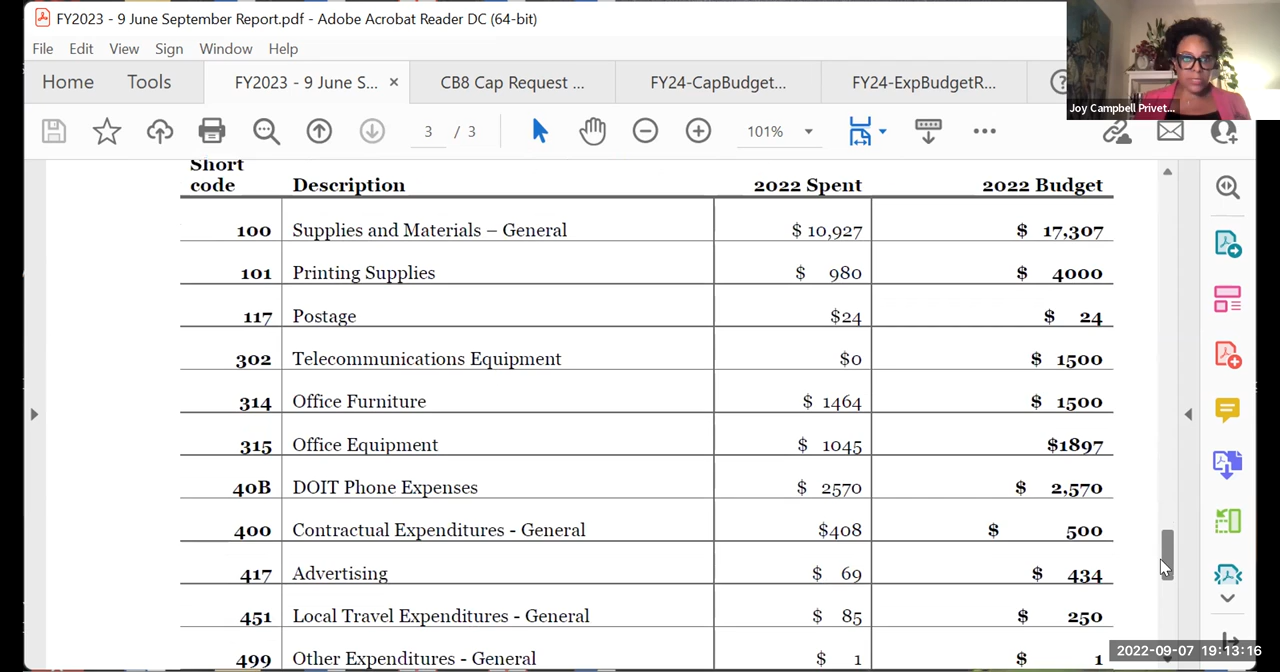 FY2023 - 9 June September Report.pdf - Adobe Acrobat Reader DC (64-bit)
File Edit View Sign Window Help
Home Tools FY2023 - 9 June S... × CB8 Cap Request ... FY24-CapBudget... FY24-ExpBudgetR...
Joy Campbell Privet...
3 / 3 101%
Short code Description 2022 Spent 2022 Budget
100 Supplies and Materials – General $ 10,927 $ 17,307
101 Printing Supplies $ 980 $ 4000
117 Postage $24 $ 24
302 Telecommunications Equipment $0 $ 1500
314 Office Furniture $ 1464 $ 1500
315 Office Equipment $ 1045 $1897
40B DOIT Phone Expenses $ 2570 $ 2,570
400 Contractual Expenditures - General $408 $ 500
417 Advertising $ 69 $ 434
451 Local Travel Expenditures - General $ 85 $ 250
499 Other Expenditures - General $ 1 $ 1
2022-09-07 19:13:16